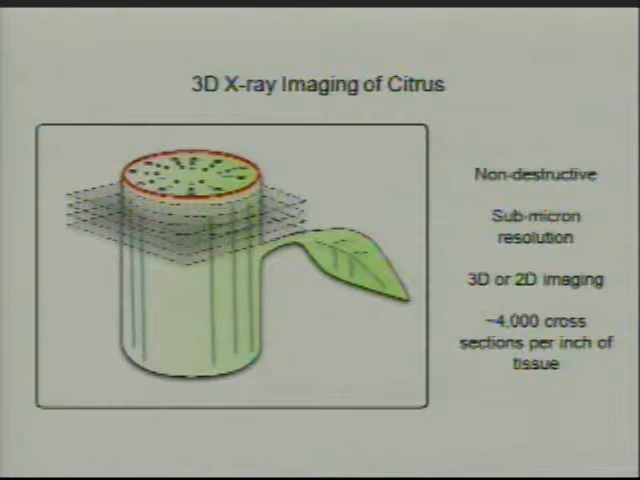 3D X-ray Imaging of Citrus
Non-destructive
Sub-micron
resolution
3D or 2D imaging
~4,000 cross
sections per inch of
tissue